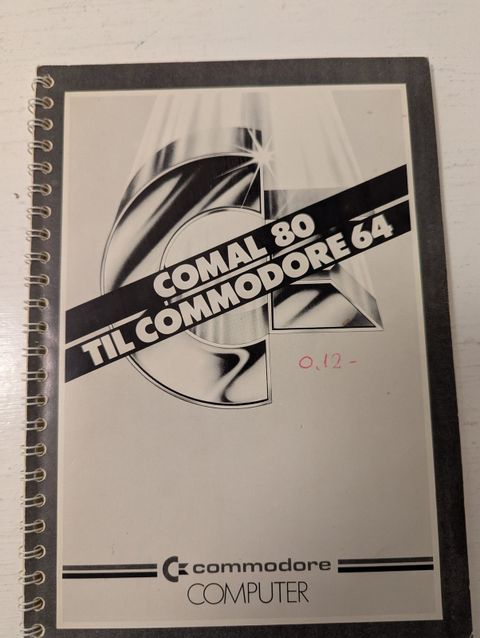 COMAL 80
TIL COMMODORE 64
0,12-
commodore
COMPUTER